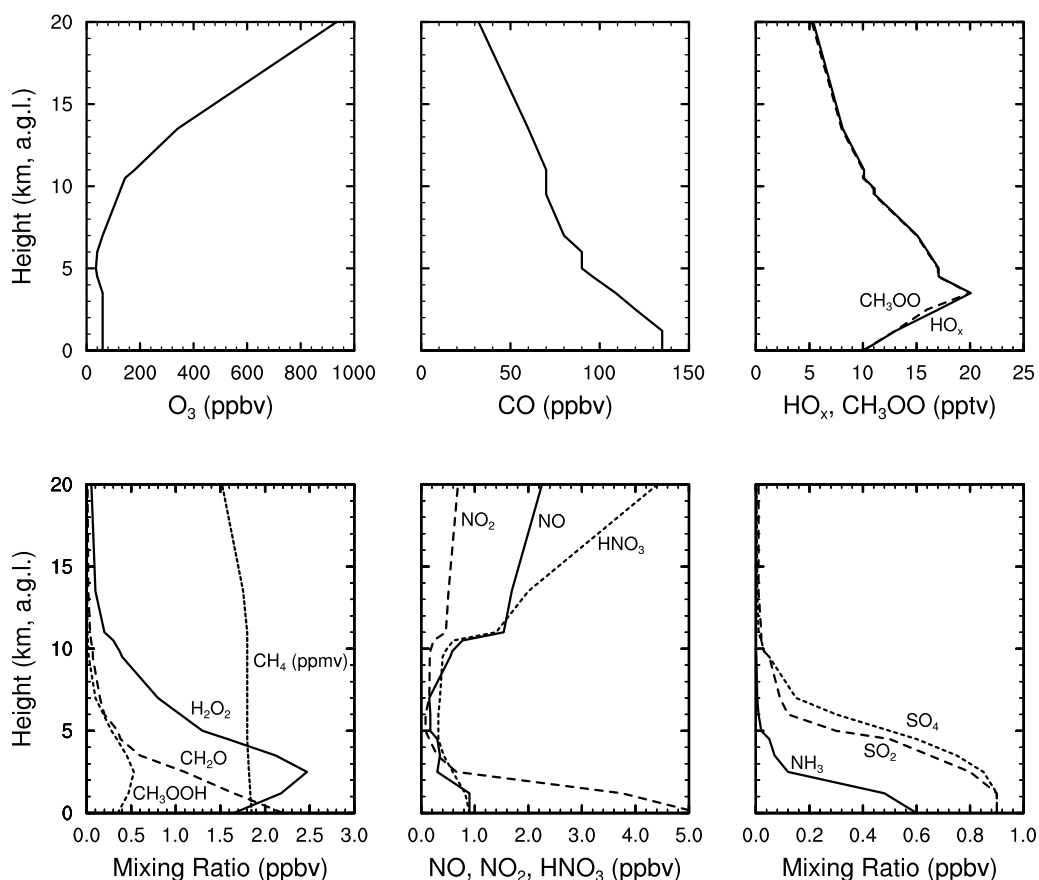 Height (km, a.g.l.)
20
15
10
5
0
0 200 400 600 800 1000
O₃ (ppbv)
0 50 100 150
CO (ppbv)
CH₃OO
HOₓ
0 5 10 15 20 25
HOₓ, CH₃OO (pptv)
Height (km, a.g.l.)
20
15
10
5
0
CH₄ (ppmv)
H₂O₂
CH₂O
CH₃OOH
0.0 0.5 1.0 1.5 2.0 2.5 3.0
Mixing Ratio (ppbv)
NO₂
NO
HNO₃
0.0 1.0 2.0 3.0 4.0 5.0
NO, NO₂, HNO₃ (ppbv)
SO₄
SO₂
NH₃
0.0 0.2 0.4 0.6 0.8 1.0
Mixing Ratio (ppbv)